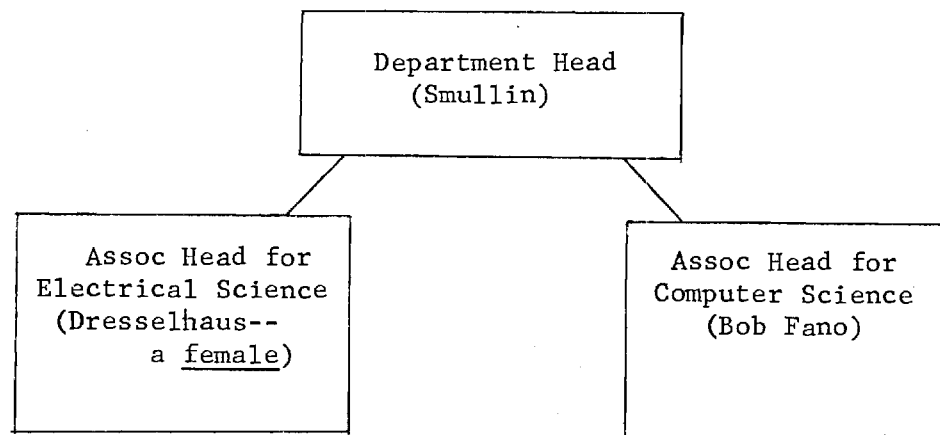 Department Head
(Smullin)
Assoc Head for
Electrical Science
(Dresselhaus--
a female)
Assoc Head for
Computer Science
(Bob Fano)